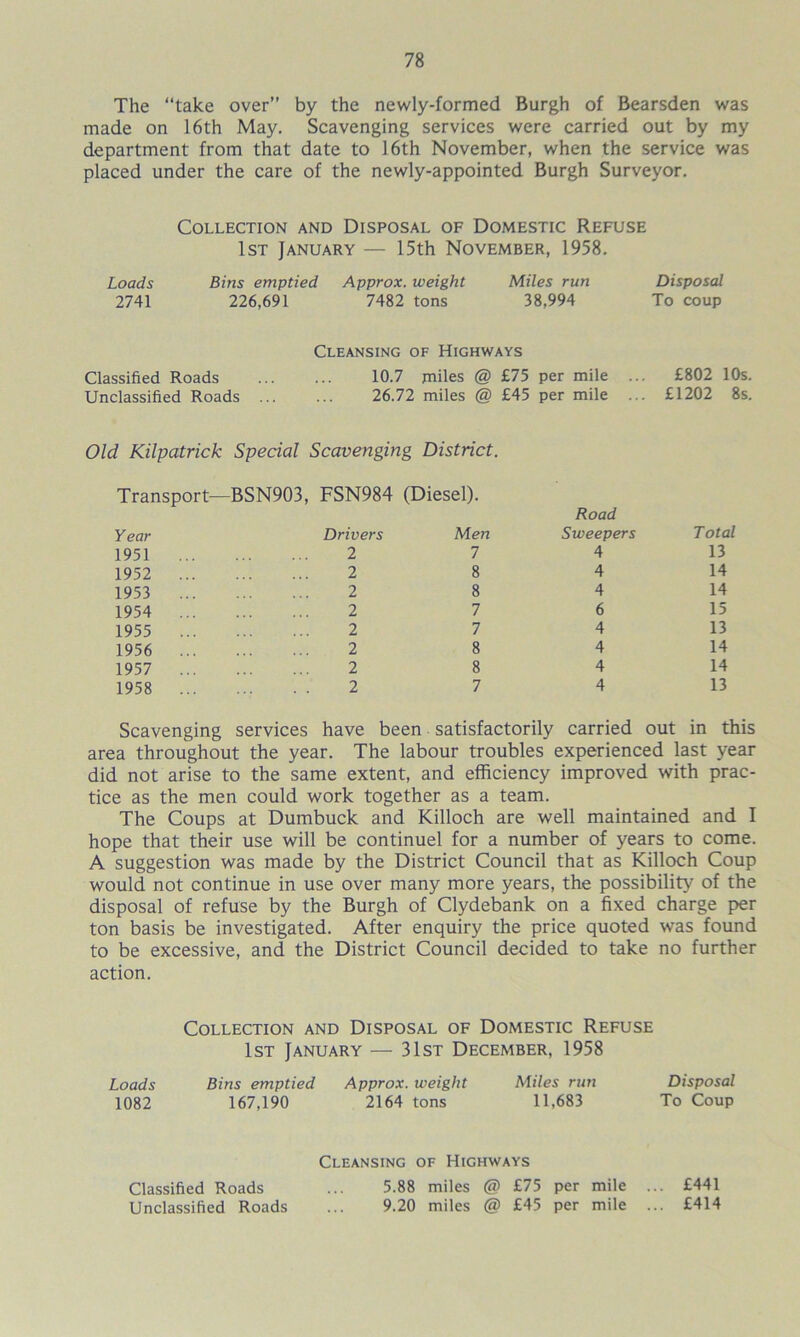 78
The “take over” by the newly-formed Burgh of Bearsden was
made on 16th May. Scavenging services were carried out by my
department from that date to 16th November, when the service was
placed under the care of the newly-appointed Burgh Surveyor.
Collection and Disposal of Domestic Refuse
1st January — 15th November, 1958.
Loads Bins emptied Approx. weight Miles run Disposal
2741 226,691 7482 tons 38,994 To coup
Cleansing of Highways
Classified Roads ... ... 10.7 miles @ £75 per mile ... £802 10s.
Unclassified Roads ... ... 26.72 miles @ £45 per mile ... £1202 8s.
Old Kilpatrick Special Scavenging District.
Transport—BSN903, FSN984 (Diesel).
Road
Year Drivers Men Sweepers Total
1951 ... ... ... 2 7 4 13
1952 ... ... ... 2 8 4 14
1953 ... ... ... 2 8 4 14
1954 ... ... ... 2 7 6 15
1955 ... ... ... 2 7 4 13
1956 ... ... ... 2 8 4 14
1957 ... ... ... 2 8 4 14
1958 ... ... . . 2 7 4 13
Scavenging services have been satisfactorily carried out in this
area throughout the year. The labour troubles experienced last year
did not arise to the same extent, and efficiency improved with prac-
tice as the men could work together as a team.
The Coups at Dumbuck and Killoch are well maintained and I
hope that their use will be continuel for a number of years to come.
A suggestion was made by the District Council that as Killoch Coup
would not continue in use over many more years, the possibility of the
disposal of refuse by the Burgh of Clydebank on a fixed charge per
ton basis be investigated. After enquiry the price quoted was found
to be excessive, and the District Council decided to take no further
action.
Collection and Disposal of Domestic Refuse
1st January — 31st December, 1958
Loads Bins emptied Approx. weight Miles run Disposal
1082 167,190 2164 tons 11,683 To Coup
Cleansing of Highways
Classified Roads ... 5.88 miles @ £75 per mile ... £441
Unclassified Roads ... 9.20 miles @ £45 per mile ... £414